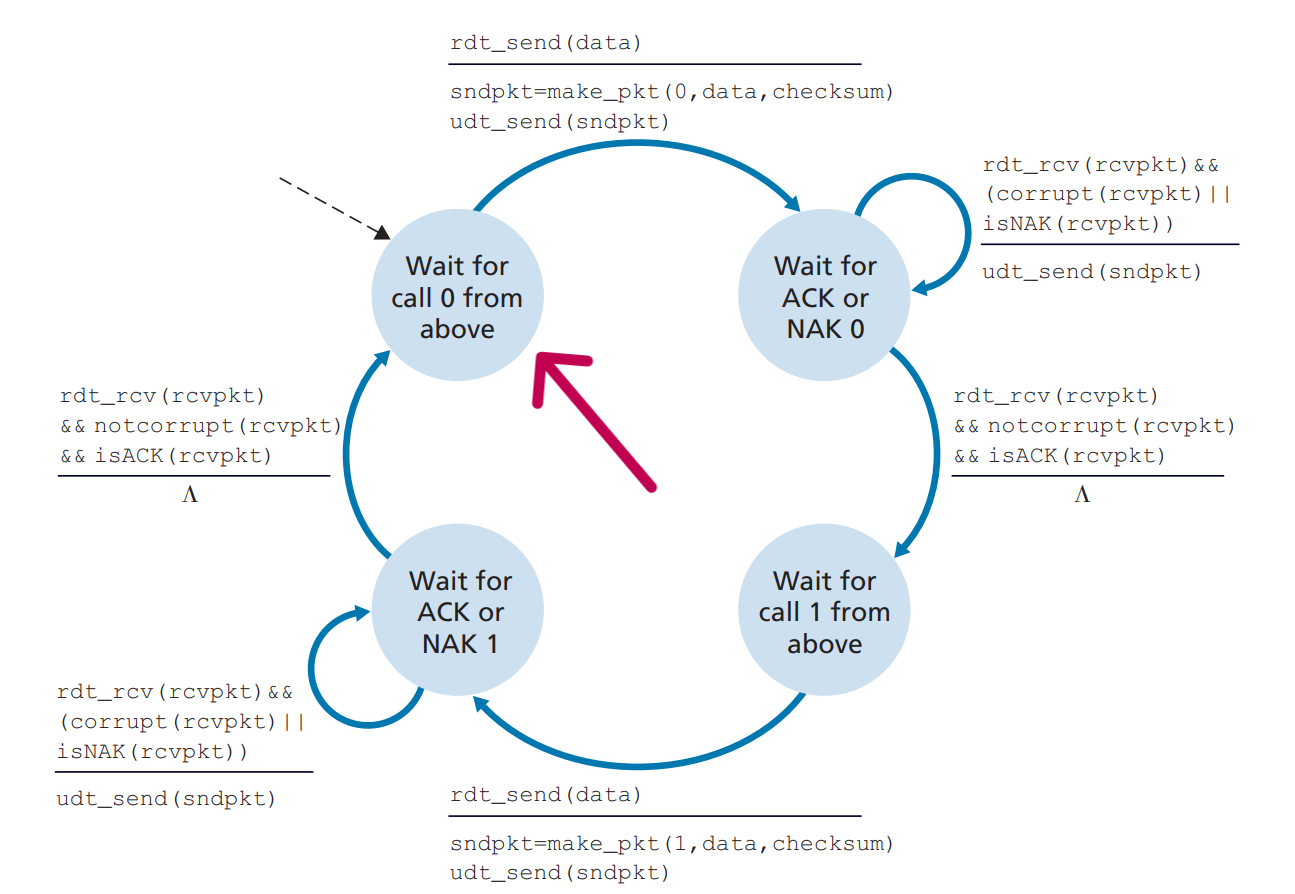 rdt_send(data)
sndpkt=make_pkt(0,data,checksum)
udt_send(sndpkt)
rdt_rcv(rcvpkt)&&
(corrupt(rcvpkt)||
isNAK(rcvpkt))
udt_send(sndpkt)
Wait for
call 0 from
above
Wait for
ACK or
NAK 0
rdt_rcv(rcvpkt)
&& notcorrupt(rcvpkt)
&& isACK(rcvpkt)
Λ
rdt_rcv(rcvpkt)
&& notcorrupt(rcvpkt)
&& isACK(rcvpkt)
Λ
Wait for
ACK or
NAK 1
Wait for
call 1 from
above
rdt_rcv(rcvpkt)&&
(corrupt(rcvpkt)||
isNAK(rcvpkt))
udt_send(sndpkt)
rdt_send(data)
sndpkt=make_pkt(1,data,checksum)
udt_send(sndpkt)